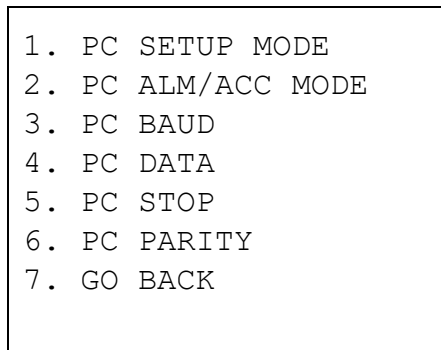 1. PC SETUP MODE
2. PC ALM/ACC MODE
3. PC BAUD
4. PC DATA
5. PC STOP
6. PC PARITY
7. GO BACK